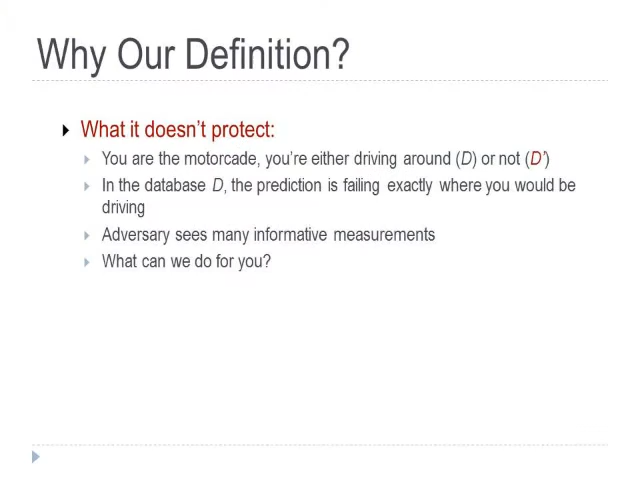 Why Our Definition?
What it doesn't protect:
You are the motorcade, you're either driving around (D) or not (D')
In the database D, the prediction is failing exactly where you would be
driving
Adversary sees many informative measurements
What can we do for you?